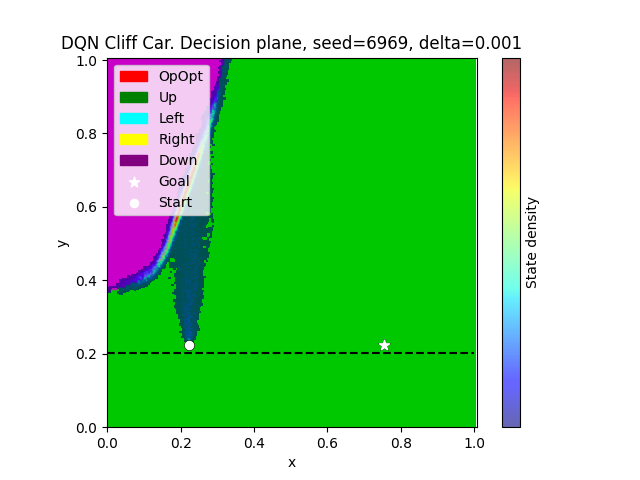 DQN Cliff Car. Decision plane, seed=6969, delta=0.001
OpOpt
Up
Left
Right
Down
Goal
Start
1.0
0.8
0.6
0.4
0.2
0.0
y
0.0 0.2 0.4 0.6 0.8 1.0
x
State density